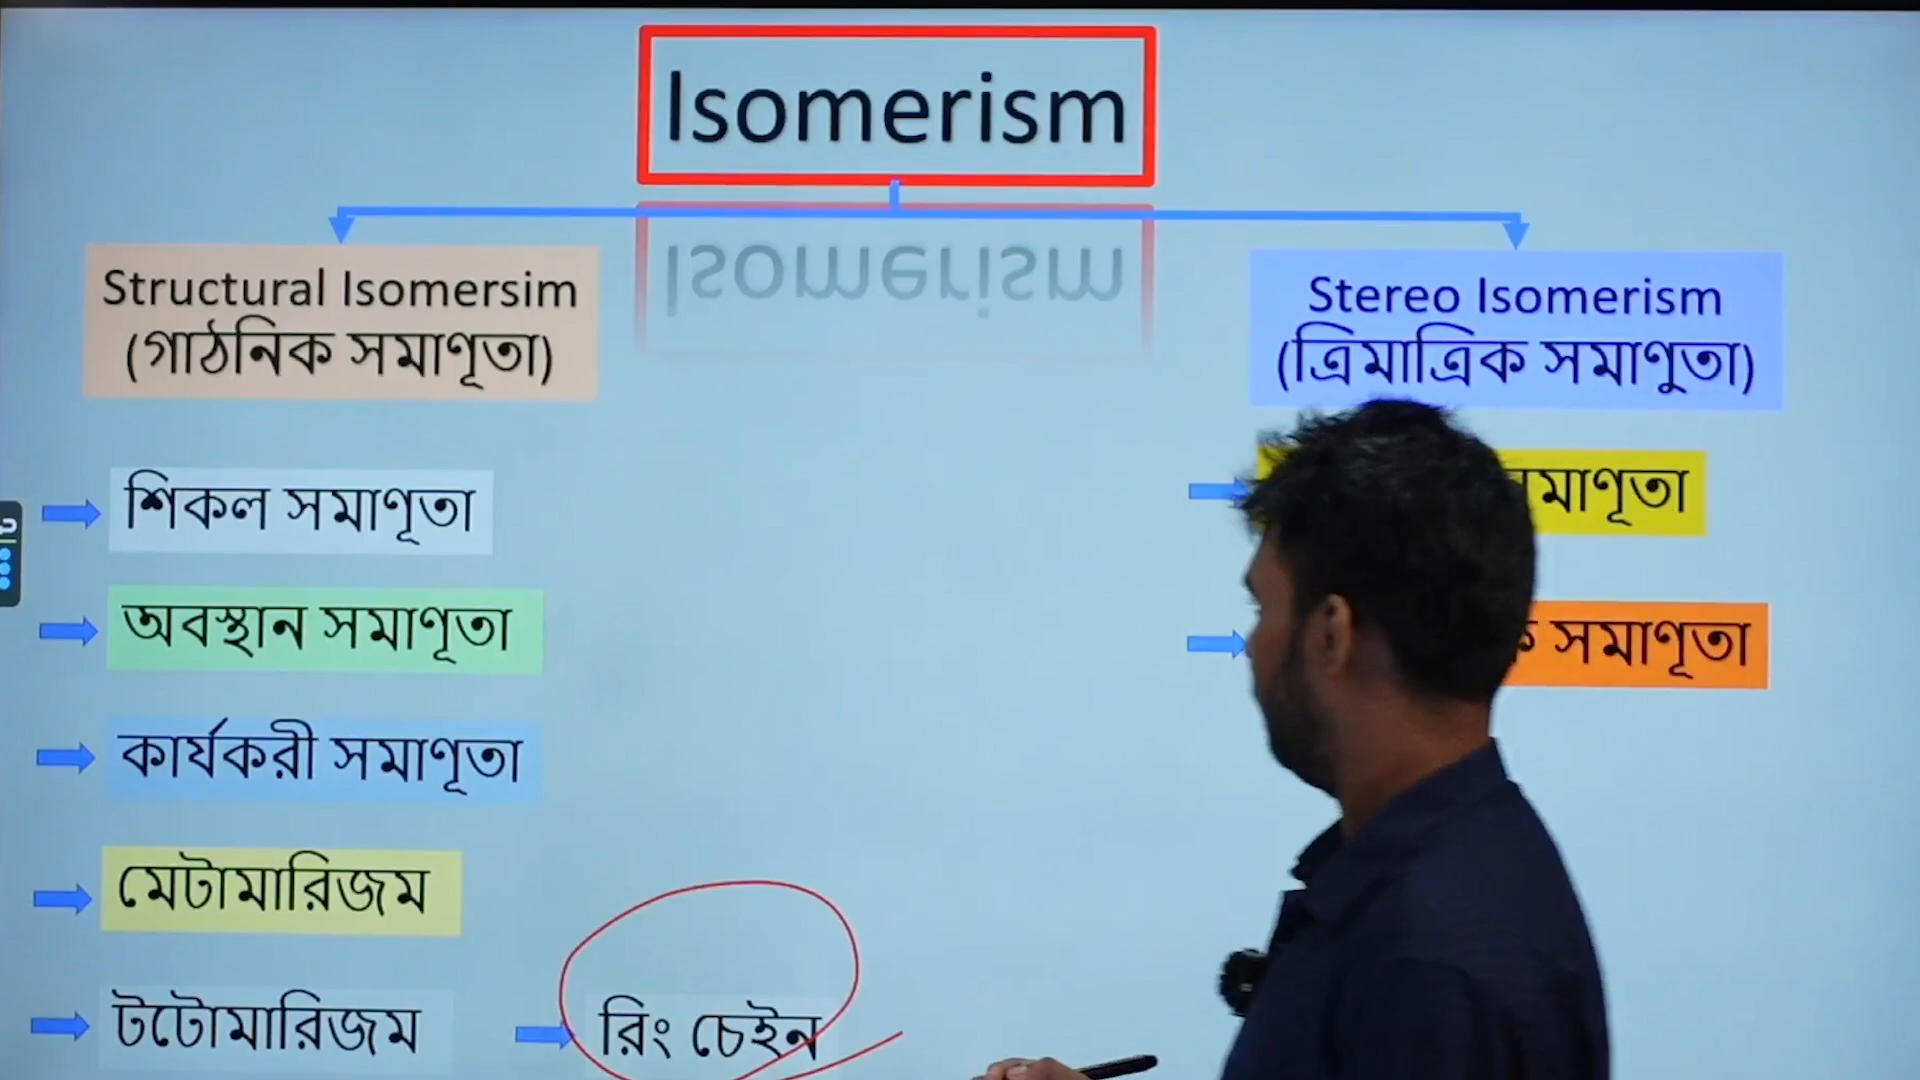 Isomerism
Structural Isomersim
(গাঠনিক সমাণূতা)
শিকল সমাণূতা
অবস্থান সমাণূতা
কার্যকরী সমাণূতা
মেটামারিজম
টটোমারিজম
রিং চেইন
Stereo Isomerism
(ত্রিমাত্রিক সমাণুতা)
সমাণূতা
সমাণূতা